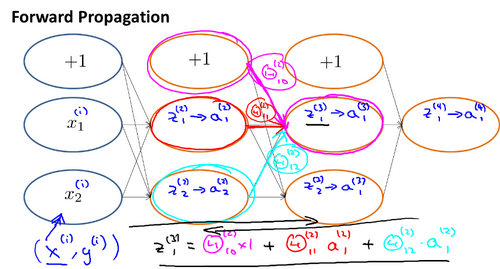 Forward Propagation
+1 +1 +1
Θ₁₀⁽²⁾
x₁⁽ⁱ⁾ z₁⁽²⁾→a₁⁽²⁾ Θ₁₁⁽²⁾ z₁⁽³⁾→a₁⁽³⁾ z₁⁽⁴⁾→a₁⁽⁴⁾
Θ₁₂⁽²⁾
x₂⁽ⁱ⁾ z₂⁽²⁾→a₂⁽²⁾ z₂⁽³⁾→a₂⁽³⁾
(x⁽ⁱ⁾, y⁽ⁱ⁾) z₁⁽³⁾ = Θ₁₀⁽²⁾×1 + Θ₁₁⁽²⁾ a₁⁽²⁾ + Θ₁₂⁽²⁾·a₁⁽²⁾